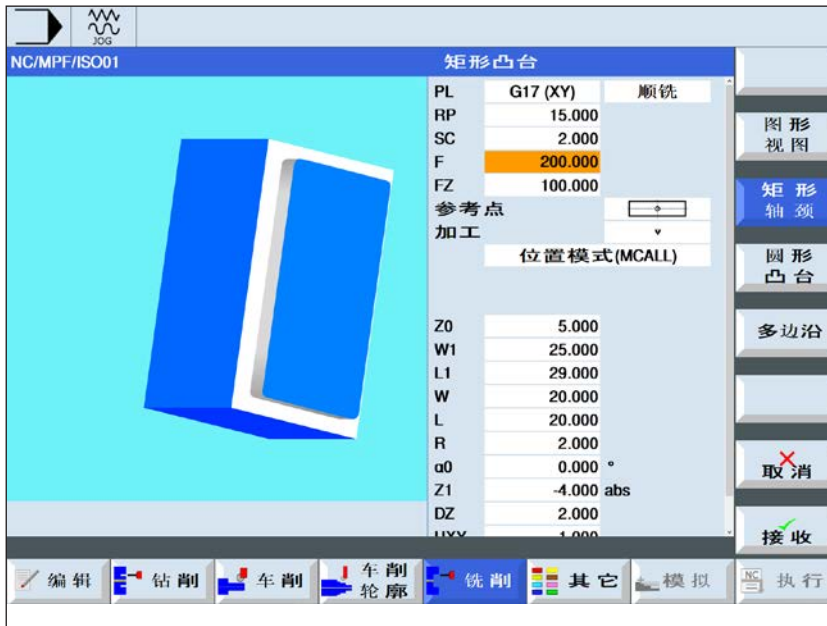 JOG
NC/MPF/ISO01
矩形凸台
PL G17 (XY) 顺铣
RP 15.000
SC 2.000
F 200.000
FZ 100.000
参考点
加工 ▿
位置模式(MCALL)
Z0 5.000
W1 25.000
L1 29.000
W 20.000
L 20.000
R 2.000
α0 0.000 °
Z1 -4.000 abs
DZ 2.000
UXY 1.000
图形
视图
矩形
轴颈
圆形
凸台
多边沿
取消
接收
编辑
钻削
车削
车削
轮廓
铣削
其它
模拟
NC
执行